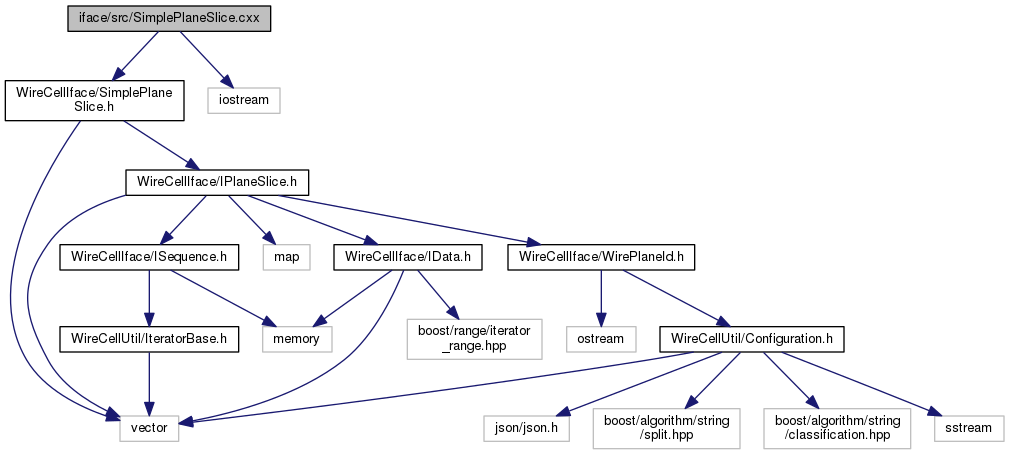 iface/src/SimplePlaneSlice.cxx
WireCellIface/SimplePlane
Slice.h
iostream
WireCellIface/IPlaneSlice.h
WireCellIface/ISequence.h
map
WireCellIface/IData.h
WireCellIface/WirePlaneId.h
WireCellUtil/IteratorBase.h
memory
boost/range/iterator
_range.hpp
ostream
WireCellUtil/Configuration.h
vector
json/json.h
boost/algorithm/string
/split.hpp
boost/algorithm/string
/classification.hpp
sstream